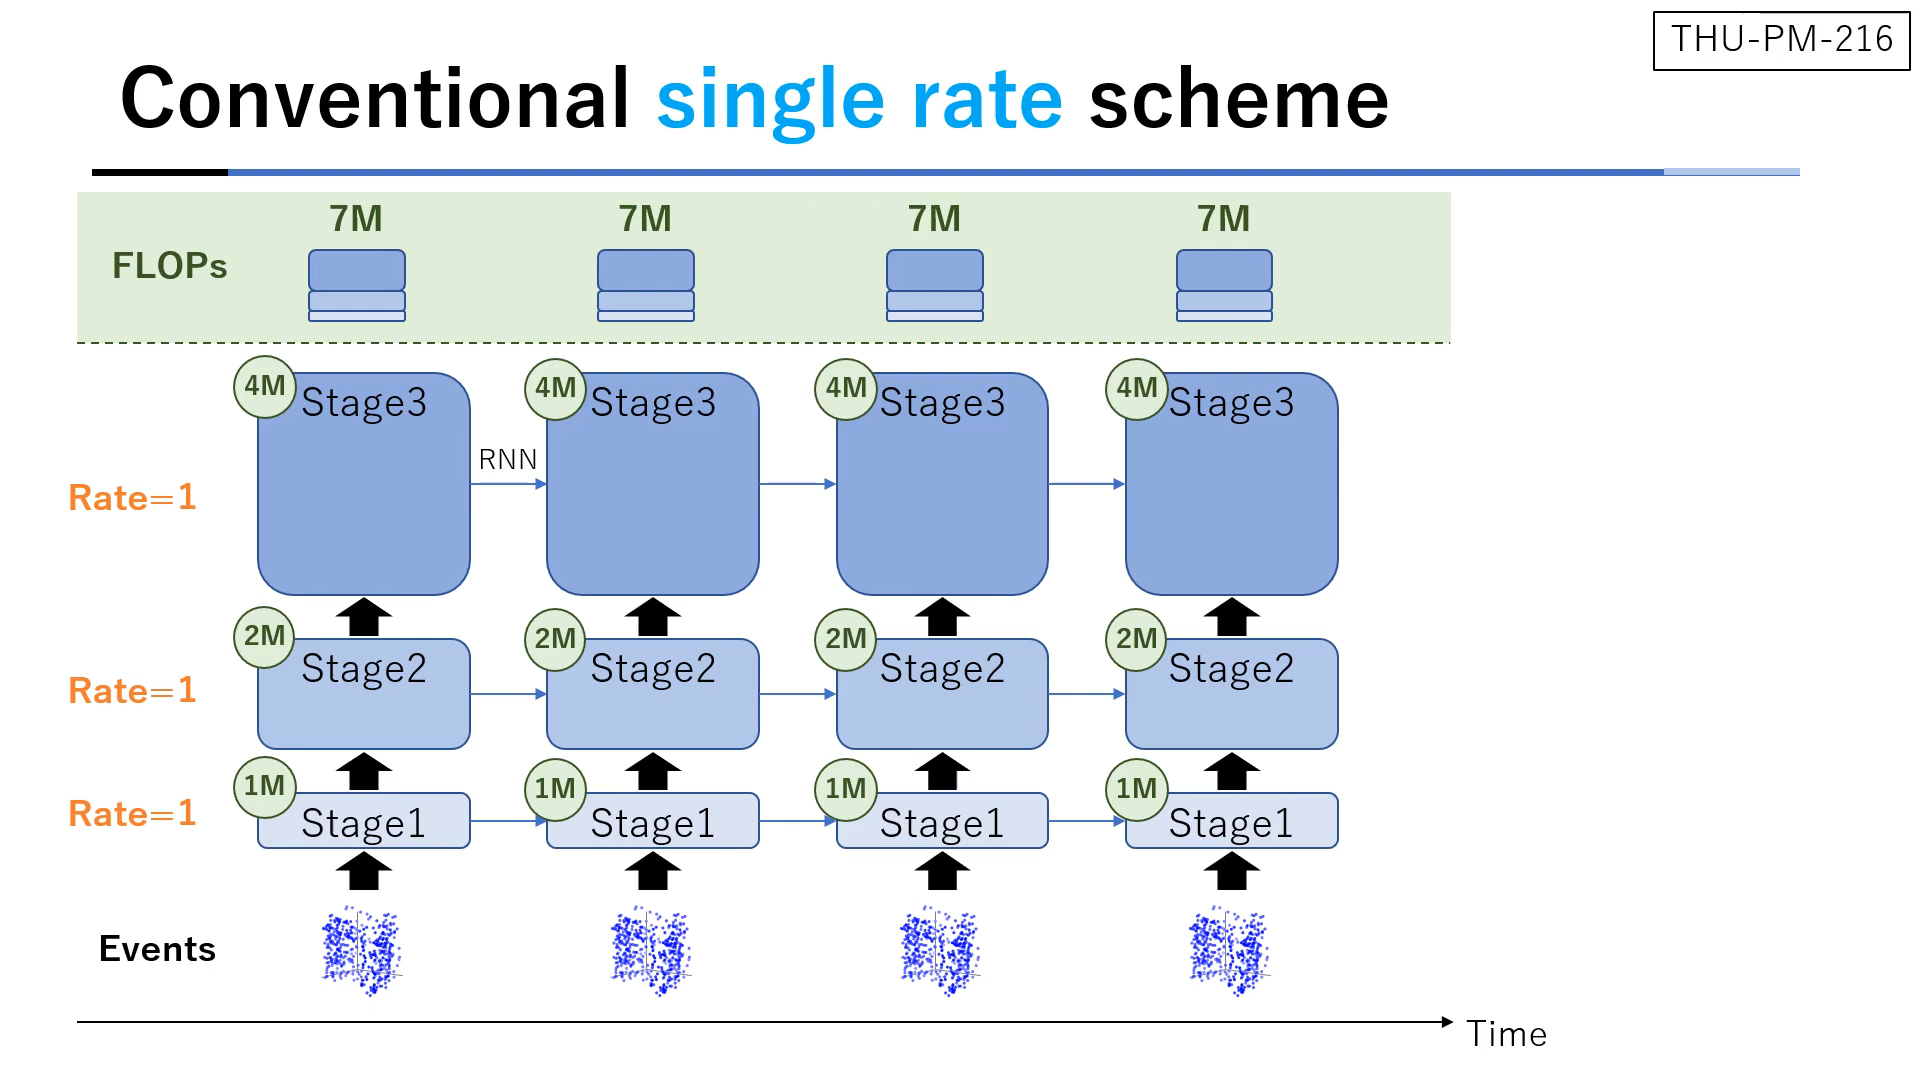 THU-PM-216
Conventional single rate scheme
7M 7M 7M 7M
FLOPs
4M Stage3 4M Stage3 4M Stage3 4M Stage3
RNN
Rate=1
2M Stage2 2M Stage2 2M Stage2 2M Stage2
Rate=1
1M Stage1 1M Stage1 1M Stage1 1M Stage1
Rate=1
Events
Time